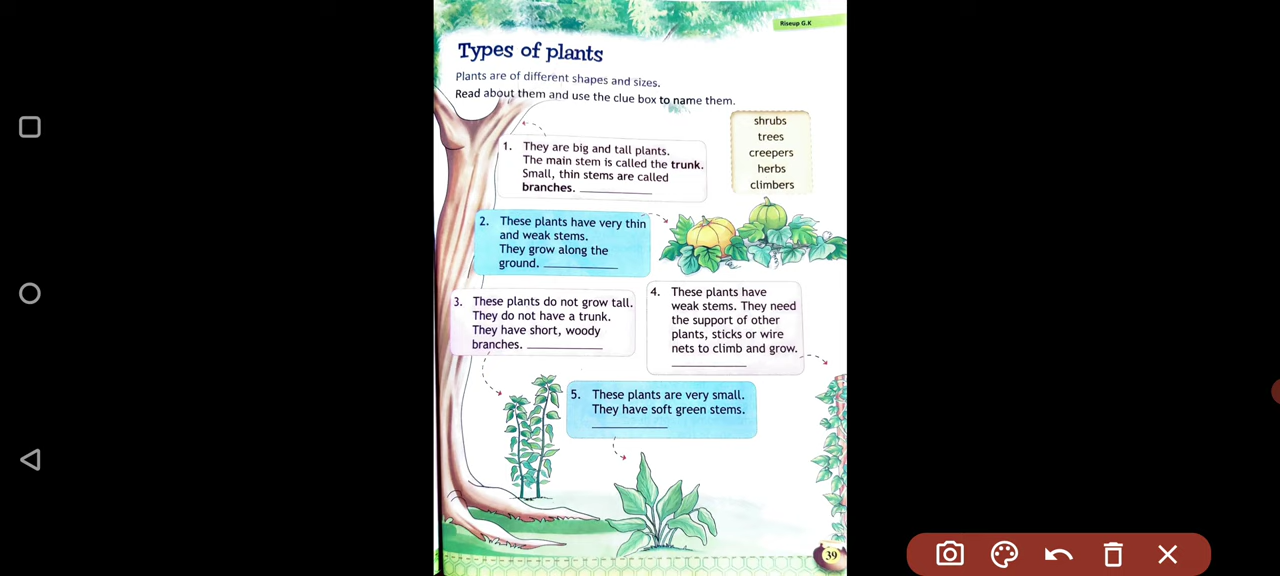 Riseup G.K
Types of plants
Plants are of different shapes and sizes.
Read about them and use the clue box to name them.
shrubs
trees
creepers
herbs
climbers
1. They are big and tall plants.
The main stem is called the trunk.
Small, thin stems are called
branches. ____________
2. These plants have very thin
and weak stems.
They grow along the
ground. ____________
3. These plants do not grow tall.
They do not have a trunk.
They have short, woody
branches. ____________
4. These plants have
weak stems. They need
the support of other
plants, sticks or wire
nets to climb and grow.
____________
5. These plants are very small.
They have soft green stems.
____________
39